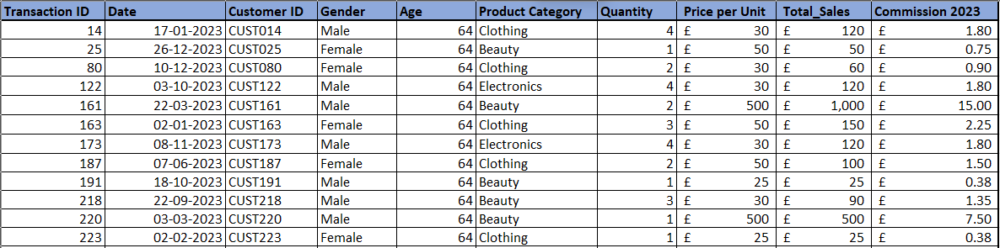 Transaction ID Date Customer ID Gender Age Product Category Quantity Price per Unit Total_Sales Commission 2023
14 17-01-2023 CUST014 Male 64 Clothing 4 £ 30 £ 120 £ 1.80
25 26-12-2023 CUST025 Female 64 Beauty 1 £ 50 £ 50 £ 0.75
80 10-12-2023 CUST080 Female 64 Clothing 2 £ 30 £ 60 £ 0.90
122 03-10-2023 CUST122 Male 64 Electronics 4 £ 30 £ 120 £ 1.80
161 22-03-2023 CUST161 Male 64 Beauty 2 £ 500 £ 1,000 £ 15.00
163 02-01-2023 CUST163 Female 64 Clothing 3 £ 50 £ 150 £ 2.25
173 08-11-2023 CUST173 Male 64 Electronics 4 £ 30 £ 120 £ 1.80
187 07-06-2023 CUST187 Female 64 Clothing 2 £ 50 £ 100 £ 1.50
191 18-10-2023 CUST191 Male 64 Beauty 1 £ 25 £ 25 £ 0.38
218 22-09-2023 CUST218 Male 64 Beauty 3 £ 30 £ 90 £ 1.35
220 03-03-2023 CUST220 Male 64 Beauty 1 £ 500 £ 500 £ 7.50
223 02-02-2023 CUST223 Female 64 Clothing 1 £ 25 £ 25 £ 0.38